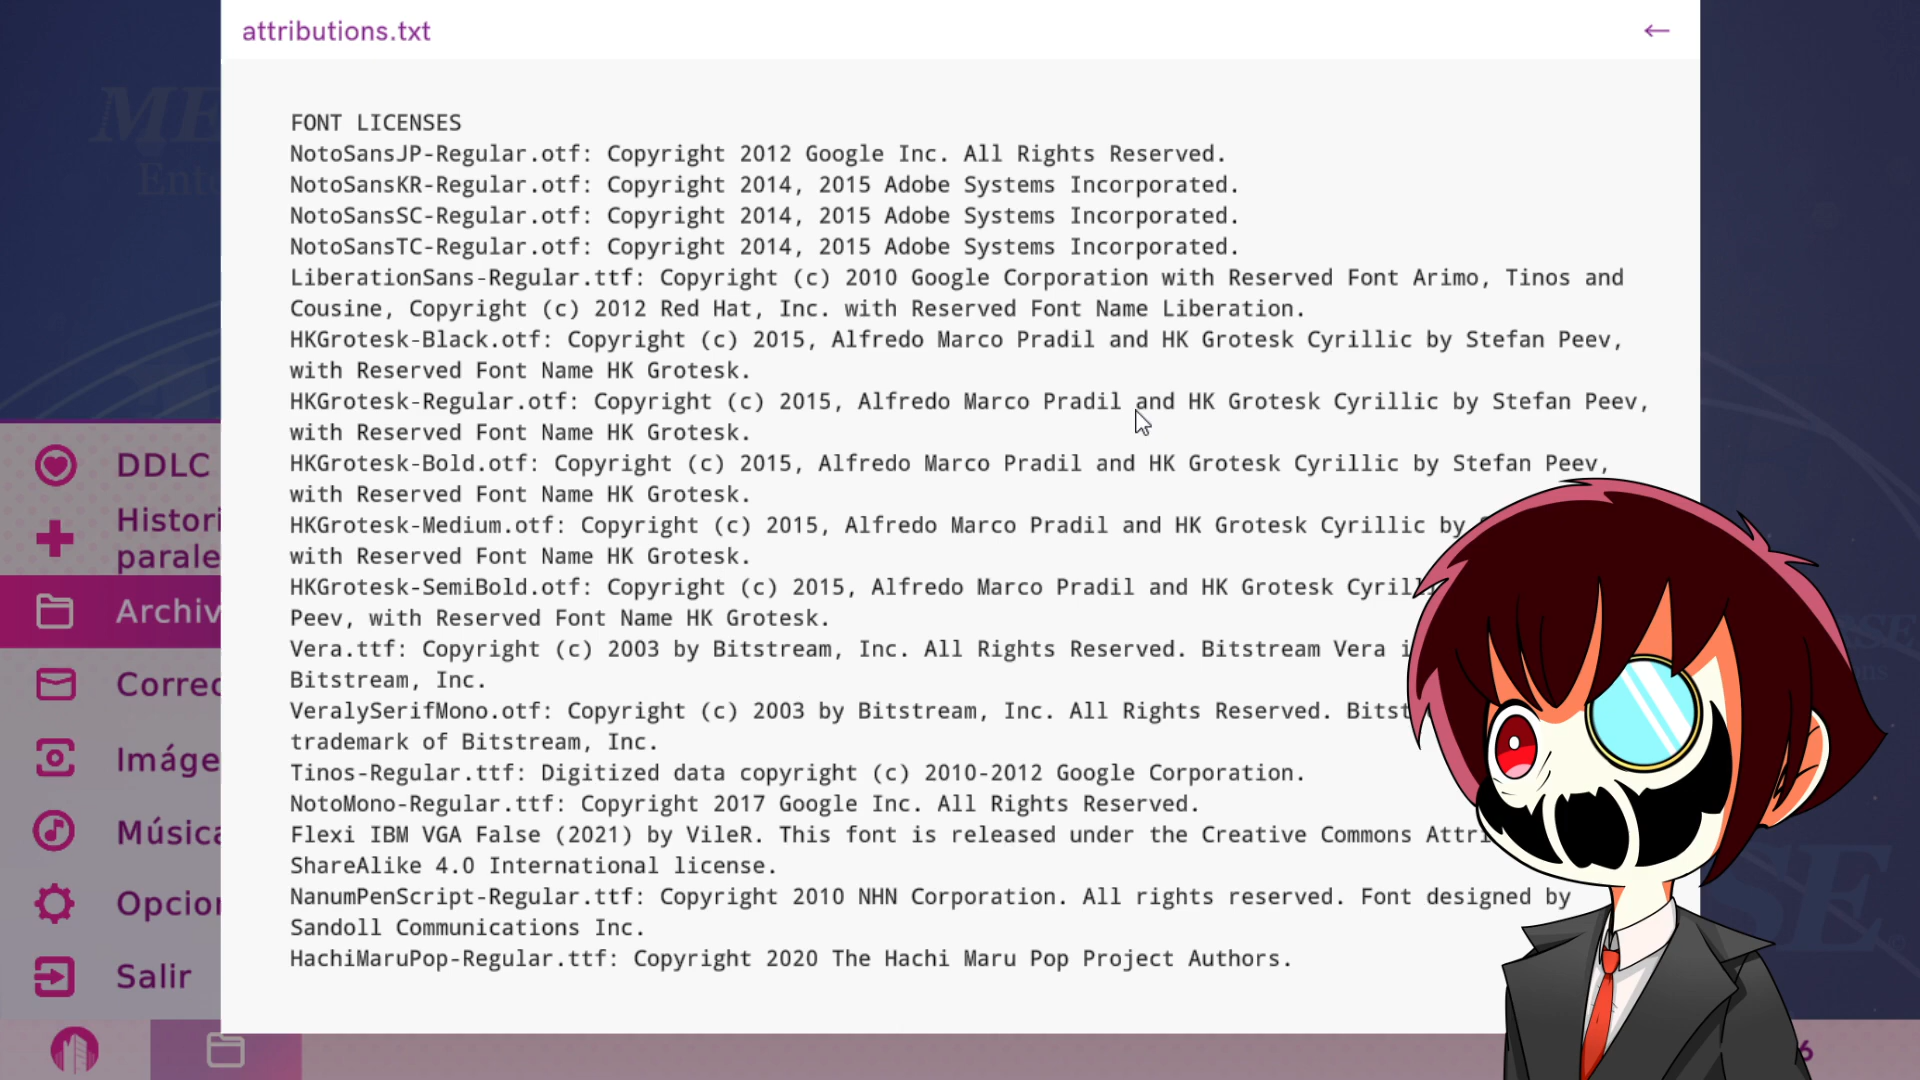 attributions.txt
←
FONT LICENSES
NotoSansJP-Regular.otf: Copyright 2012 Google Inc. All Rights Reserved.
NotoSansKR-Regular.otf: Copyright 2014, 2015 Adobe Systems Incorporated.
NotoSansSC-Regular.otf: Copyright 2014, 2015 Adobe Systems Incorporated.
NotoSansTC-Regular.otf: Copyright 2014, 2015 Adobe Systems Incorporated.
LiberationSans-Regular.ttf: Copyright (c) 2010 Google Corporation with Reserved Font Arimo, Tinos and
Cousine, Copyright (c) 2012 Red Hat, Inc. with Reserved Font Name Liberation.
HKGrotesk-Black.otf: Copyright (c) 2015, Alfredo Marco Pradil and HK Grotesk Cyrillic by Stefan Peev,
with Reserved Font Name HK Grotesk.
HKGrotesk-Regular.otf: Copyright (c) 2015, Alfredo Marco Pradil and HK Grotesk Cyrillic by Stefan Peev,
with Reserved Font Name HK Grotesk.
HKGrotesk-Bold.otf: Copyright (c) 2015, Alfredo Marco Pradil and HK Grotesk Cyrillic by Stefan Peev,
with Reserved Font Name HK Grotesk.
HKGrotesk-Medium.otf: Copyright (c) 2015, Alfredo Marco Pradil and HK Grotesk Cyrillic by
with Reserved Font Name HK Grotesk.
HKGrotesk-SemiBold.otf: Copyright (c) 2015, Alfredo Marco Pradil and HK Grotesk Cyrill
Peev, with Reserved Font Name HK Grotesk.
Vera.ttf: Copyright (c) 2003 by Bitstream, Inc. All Rights Reserved. Bitstream Vera i
Bitstream, Inc.
VeralySerifMono.otf: Copyright (c) 2003 by Bitstream, Inc. All Rights Reserved. Bitst
trademark of Bitstream, Inc.
Tinos-Regular.ttf: Digitized data copyright (c) 2010-2012 Google Corporation.
NotoMono-Regular.ttf: Copyright 2017 Google Inc. All Rights Reserved.
Flexi IBM VGA False (2021) by VileR. This font is released under the Creative Commons Attri
ShareAlike 4.0 International license.
NanumPenScript-Regular.ttf: Copyright 2010 NHN Corporation. All rights reserved. Font designed by
Sandoll Communications Inc.
HachiMaruPop-Regular.ttf: Copyright 2020 The Hachi Maru Pop Project Authors.
DDLC
Histori
parale
Archiv
Correo
Imáge
Música
Opcion
Salir
6